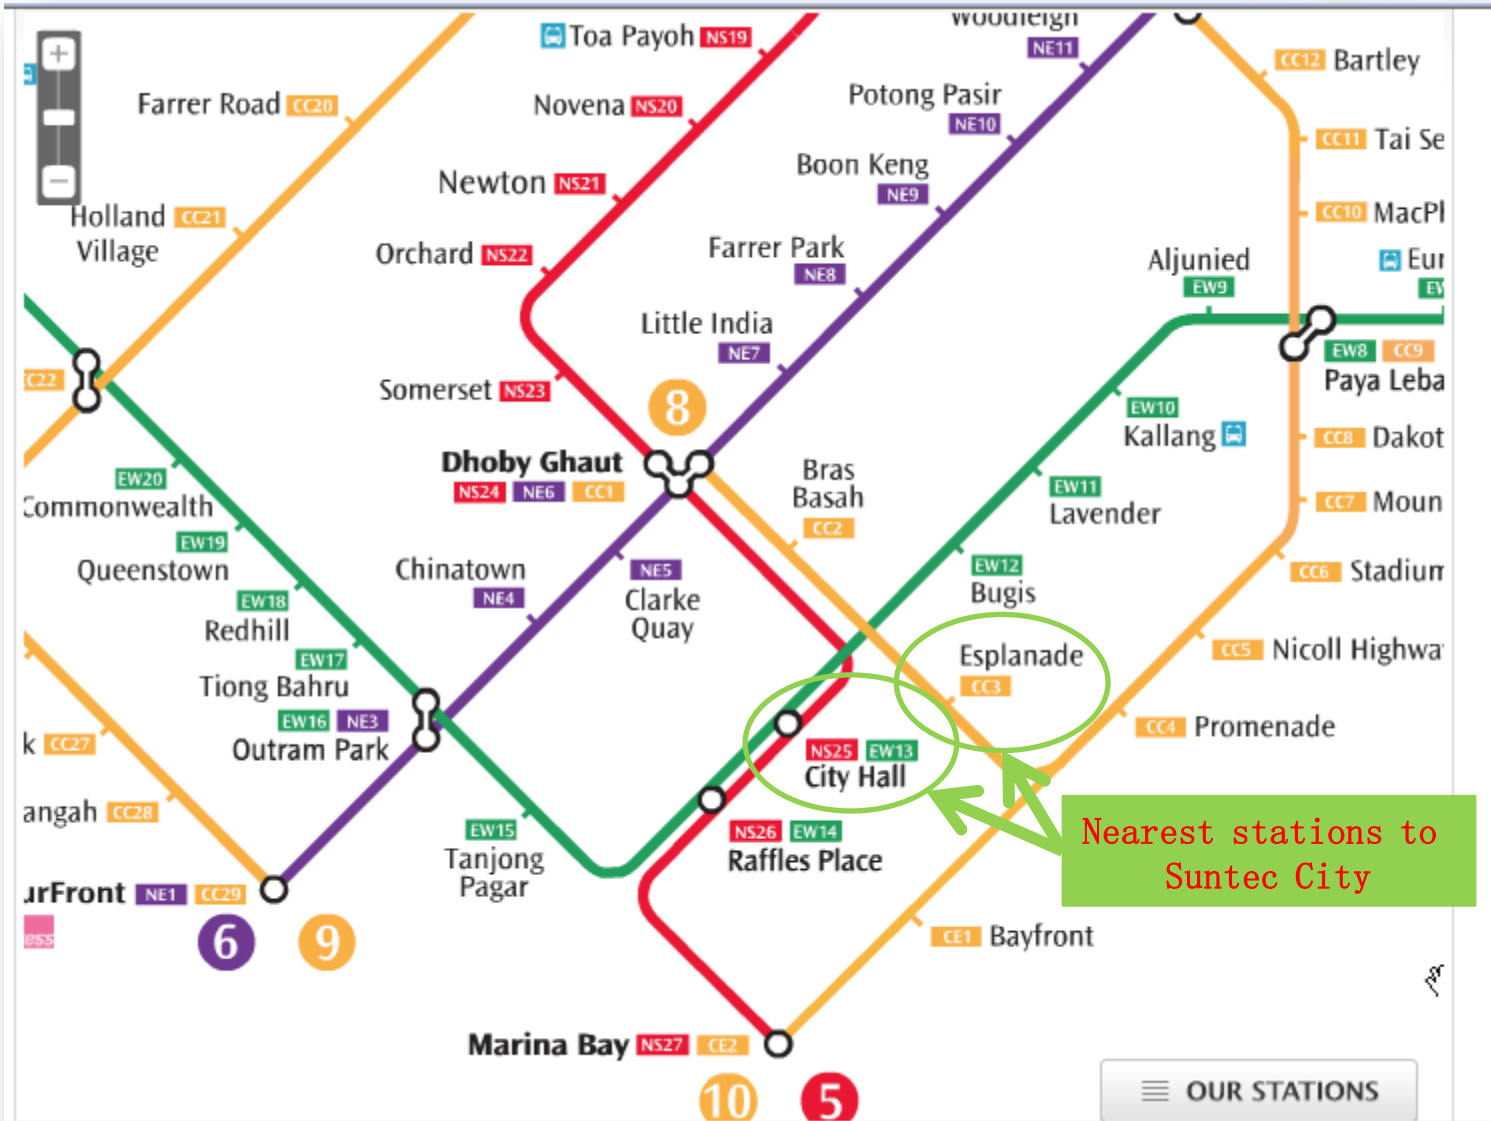 Woodleigh
NE11
Toa Payoh NS19
CC12 Bartley
Farrer Road CC20
Novena NS20
Potong Pasir
NE10
CC11 Tai Se
Newton NS21
Boon Keng
NE9
Holland CC21
Village
CC10 MacPh
Orchard NS22
Farrer Park
NE8
Aljunied
EW9
Eur
EW
Little India
NE7
CC22
Somerset NS23
8
EW8 CC9
Paya Leba
EW10
Kallang
Dhoby Ghaut
NS24 NE6 CC1
Bras
Basah
CC2
CC8 Dakot
EW20
Commonwealth
EW11
Lavender
CC7 Moun
EW19
Queenstown
Chinatown
NE4
NE5
Clarke
Quay
EW12
Bugis
CC6 Stadium
EW18
Redhill
EW17
Tiong Bahru
EW16 NE3
Outram Park
Esplanade
CC3
CC5 Nicoll Highwa
k CC27
NS25 EW13
City Hall
CC4 Promenade
angah CC28
EW15
Tanjong
Pagar
NS26 EW14
Raffles Place
Nearest stations to
Suntec City
urFront NE1 CC29
6 9
ess
CE1 Bayfront
Marina Bay NS27 CE2
10 5
OUR STATIONS